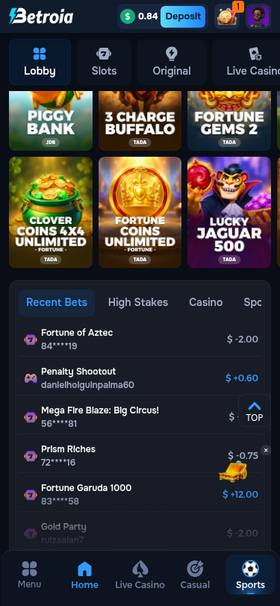 Betroia
$ 0.84 Deposit
1
Lobby Slots Original Live Casino
PIGGY BANK
JDB
3 CHARGE BUFFALO
TADA
FORTUNE GEMS 2
TADA
CLOVER
COINS 4X4
UNLIMITED
FORTUNE
TADA
FORTUNE
COINS
UNLIMITED
FORTUNE
TADA
LUCKY
JAGUAR
500
TADA
Recent Bets High Stakes Casino Spo
Fortune of Aztec
84****19
$ -2.00
Penalty Shootout
danielholguinpalma60
$ +0.60
Mega Fire Blaze: Big Circus!
56****81
$ -
TOP
Prism Riches
72****16
$ -0.75
Fortune Garuda 1000
83****58
$ +12.00
Gold Party
$ -2.00
Menu Home Live Casino Casual Sports